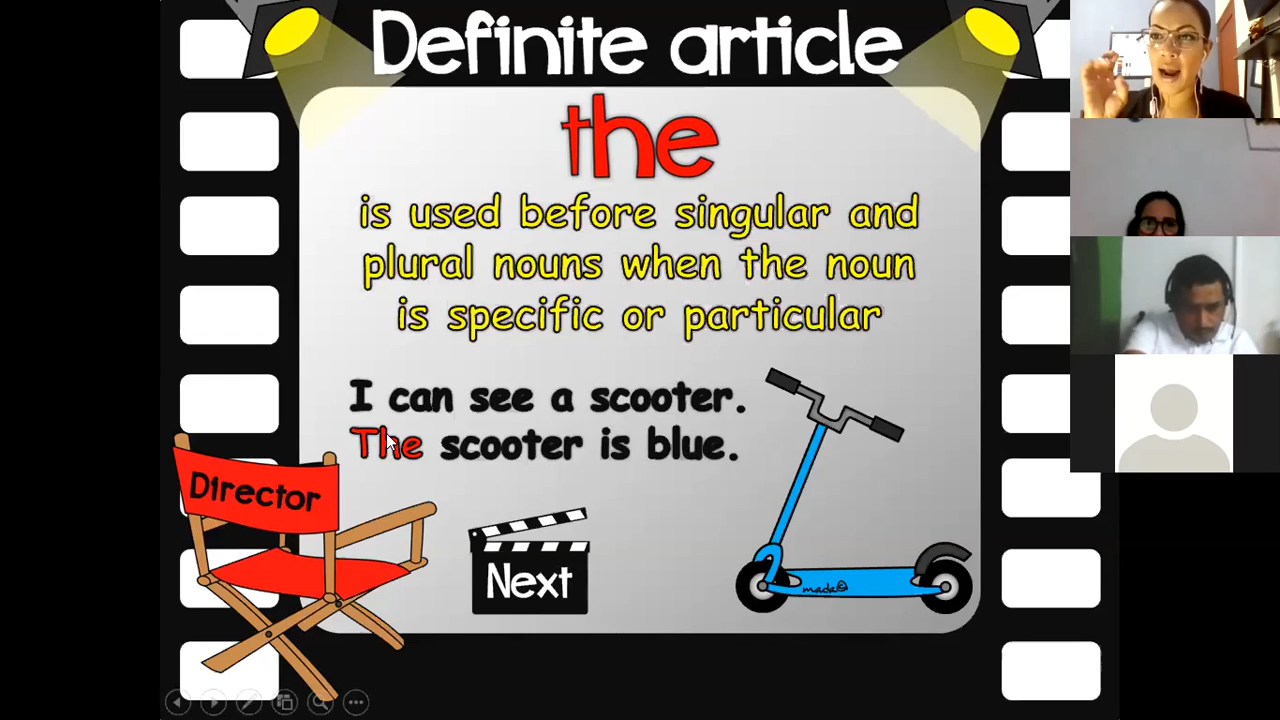 Definite article
the
is used before singular and
plural nouns when the noun
is specific or particular
I can see a scooter.
The scooter is blue.
Director
Next
mada